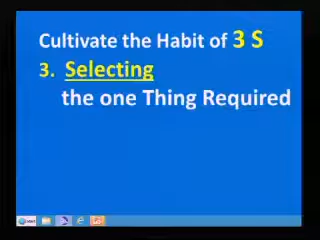 Cultivate the Habit of 3 S
3. Selecting
the one Thing Required